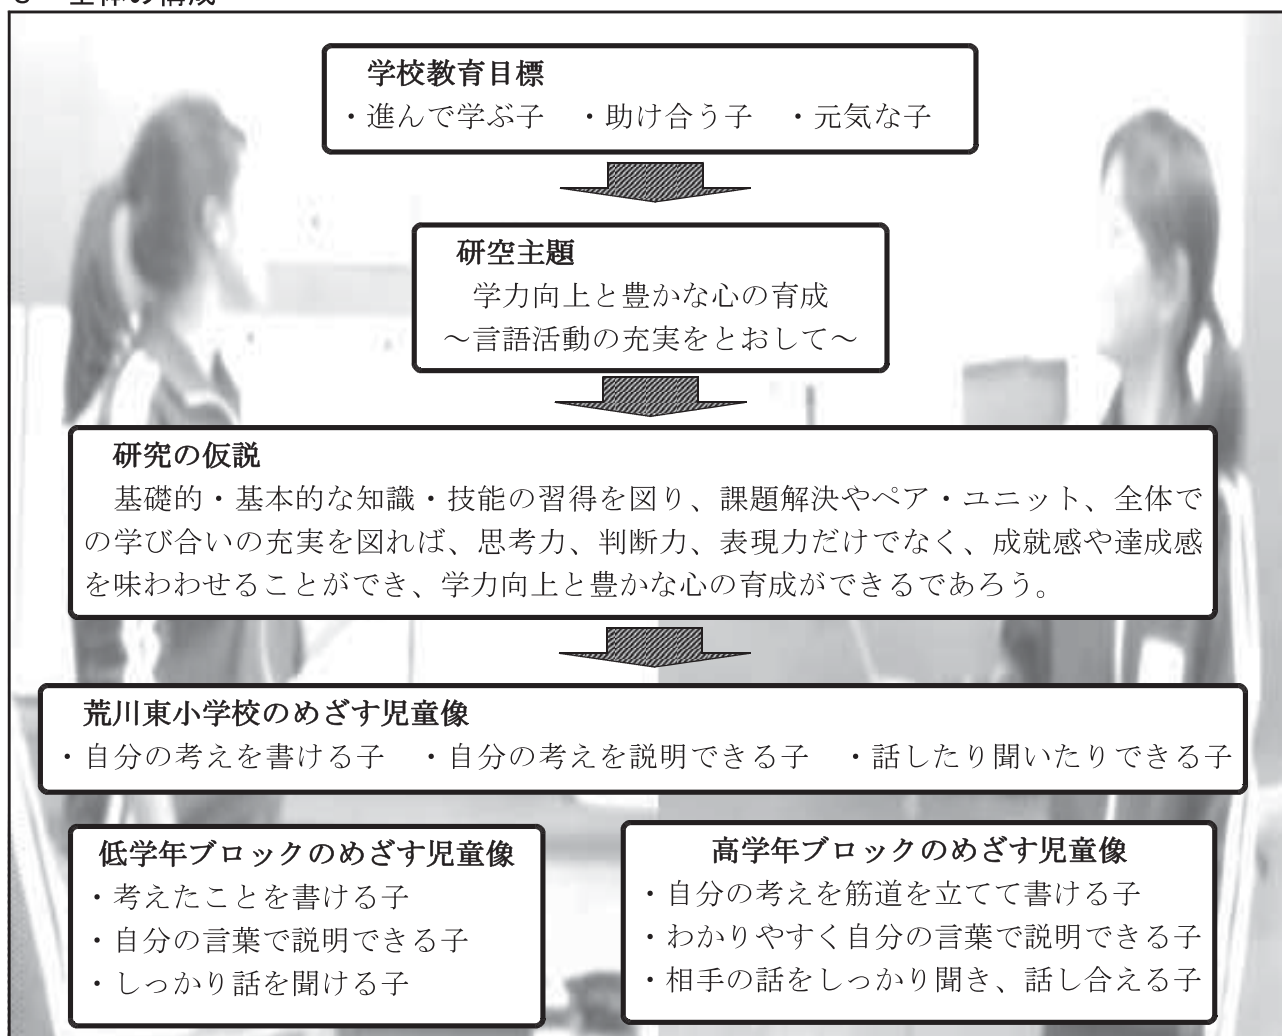 全体の構成
学校教育目標
・進んで学ぶ子　・助け合う子　・元気な子
研空主題
学力向上と豊かな心の育成
～言語活動の充実をとおして～
研究の仮説
基礎的・基本的な知識・技能の習得を図り、課題解決やペア・ユニット、全体で
の学び合いの充実を図れば、思考力、判断力、表現力だけでなく、成就感や達成感
を味わわせることができ、学力向上と豊かな心の育成ができるであろう。
荒川東小学校のめざす児童像
・自分の考えを書ける子　・自分の考えを説明できる子　・話したり聞いたりできる子
低学年ブロックのめざす児童像
・考えたことを書ける子
・自分の言葉で説明できる子
・しっかり話を聞ける子
高学年ブロックのめざす児童像
・自分の考えを筋道を立てて書ける子
・わかりやすく自分の言葉で説明できる子
・相手の話をしっかり聞き、話し合える子